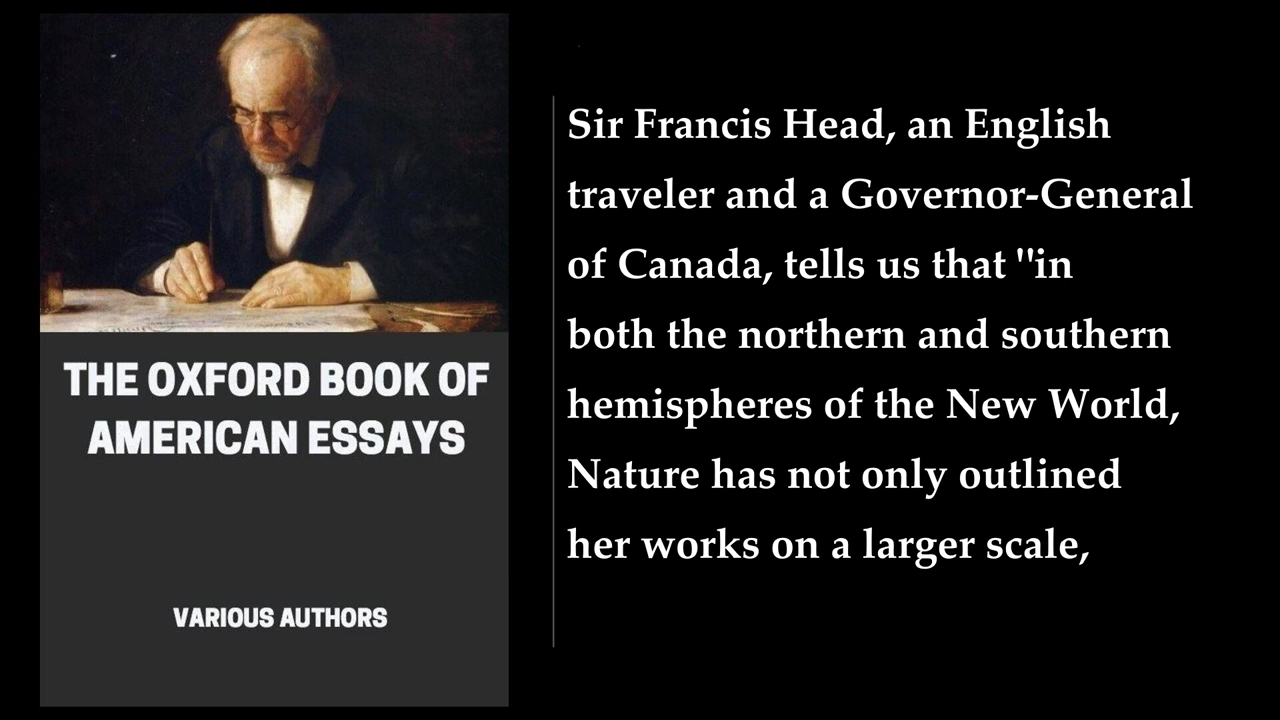 THE OXFORD BOOK OF
AMERICAN ESSAYS
VARIOUS AUTHORS
Sir Francis Head, an English
traveler and a Governor-General
of Canada, tells us that "in
both the northern and southern
hemispheres of the New World,
Nature has not only outlined
her works on a larger scale,